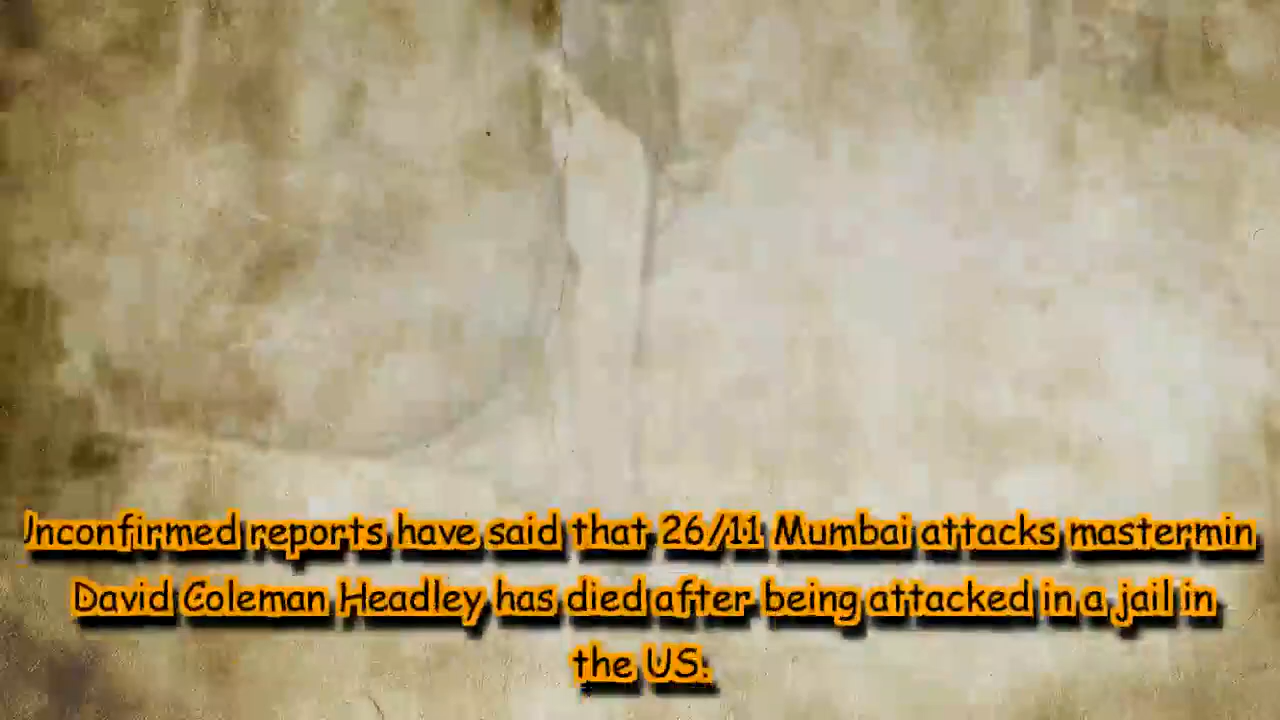 Unconfirmed reports have said that 26/11 Mumbai attacks mastermin
David Coleman Headley has died after being attacked in a jail in
the US.